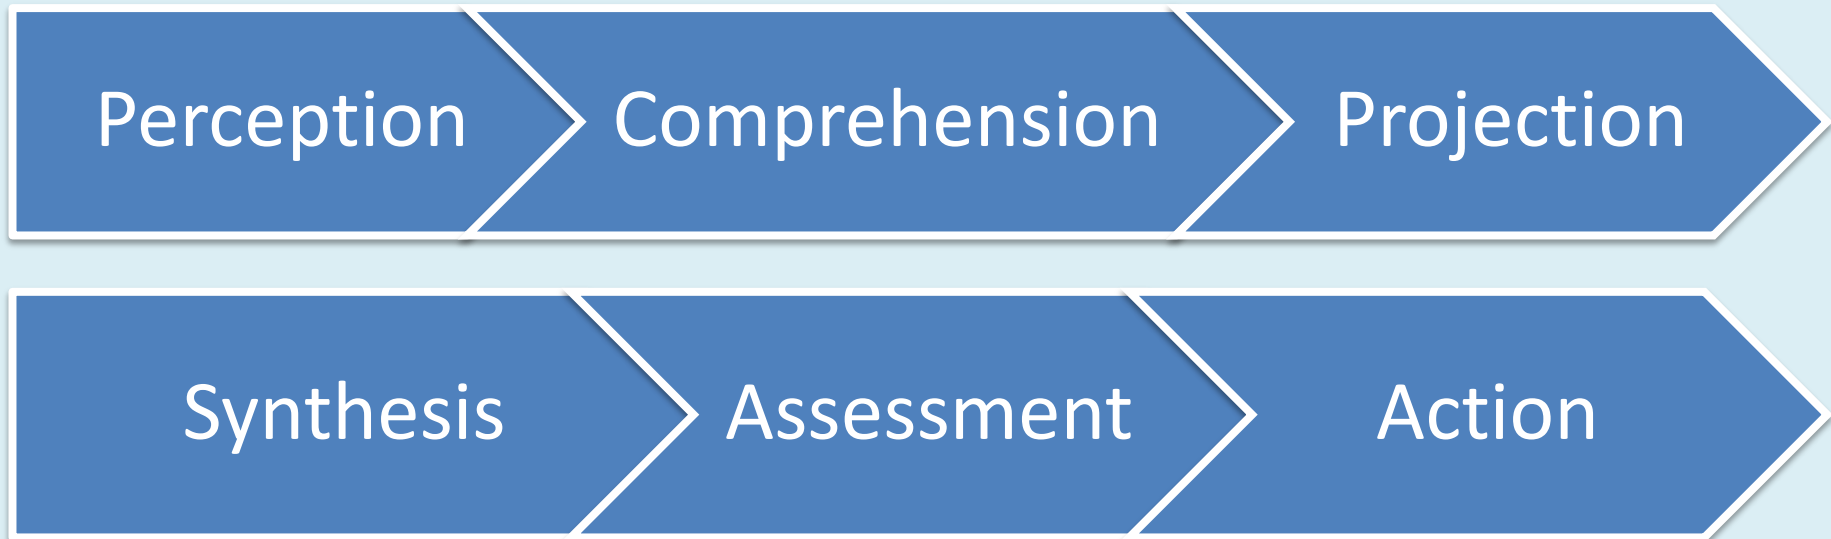 Perception Comprehension Projection
Synthesis Assessment Action